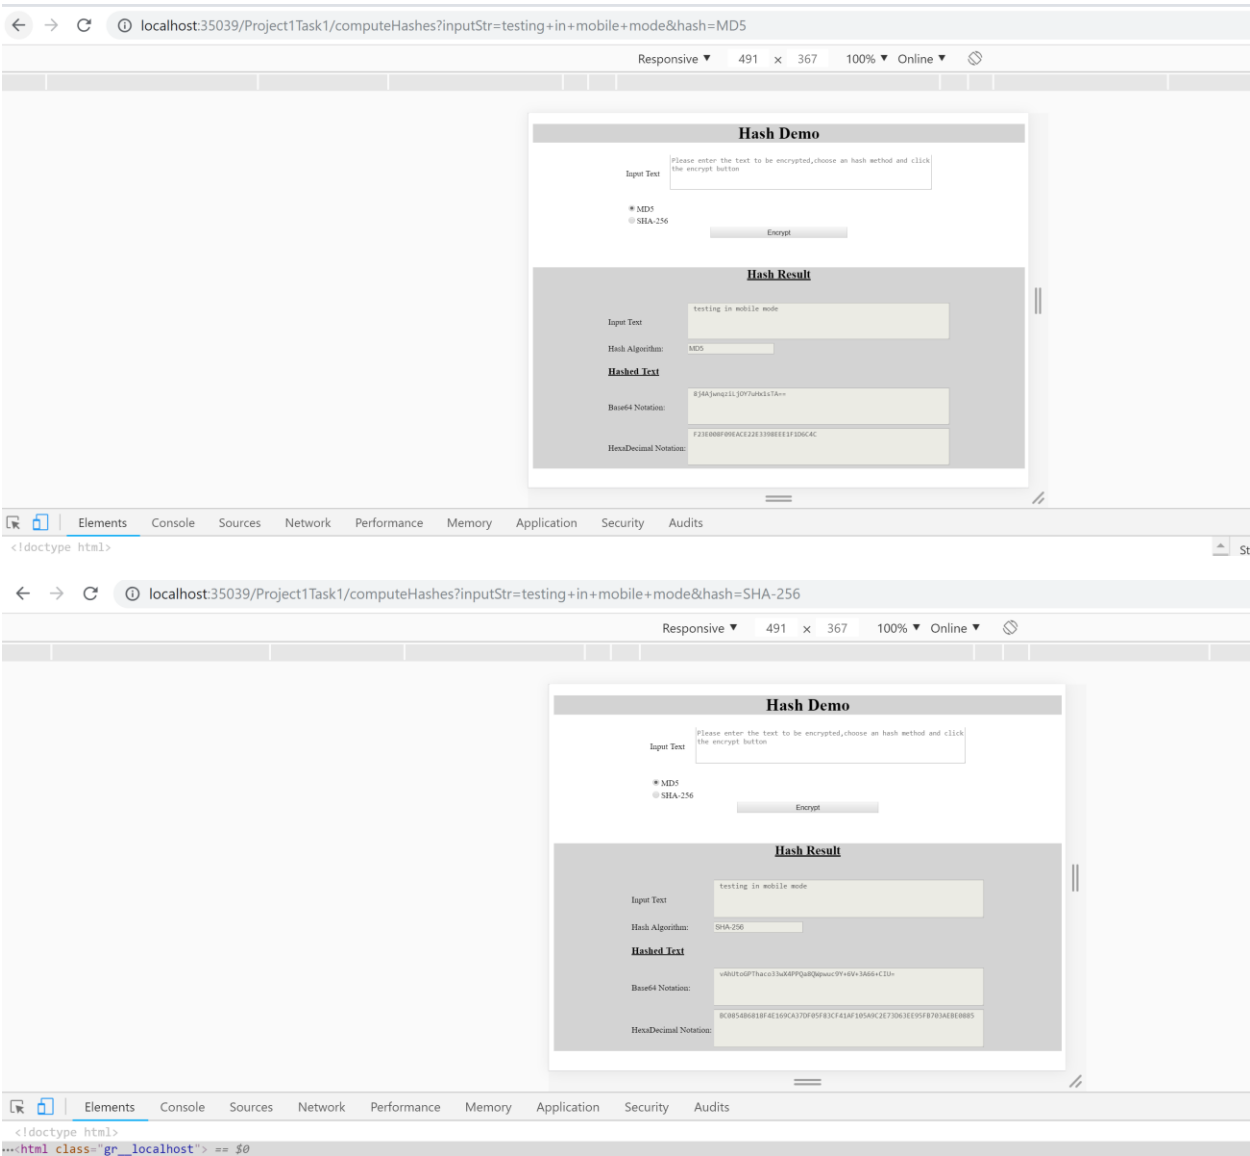 localhost:35039/Project1Task1/computeHashes?inputStr=testing+in+mobile+mode&hash=MD5
Responsive ▼ 491 x 367 100% ▼ Online ▼
Hash Demo
Input Text
Please enter the text to be encrypted,choose an hash method and click
the encrypt button
MD5
SHA-256
Encrypt
Hash Result
Input Text
testing in mobile mode
Hash Algorithm:
MD5
Hashed Text
Base64 Notation:
HexaDecimal Notation:
Elements Console Sources Network Performance Memory Application Security Audits
<!doctype html>
St
localhost:35039/Project1Task1/computeHashes?inputStr=testing+in+mobile+mode&hash=SHA-256
Responsive ▼ 491 x 367 100% ▼ Online ▼
Hash Demo
Input Text
Please enter the text to be encrypted,choose an hash method and click
the encrypt button
MD5
SHA-256
Encrypt
Hash Result
Input Text
testing in mobile mode
Hash Algorithm:
SHA-256
Hashed Text
Base64 Notation:
HexaDecimal Notation:
Elements Console Sources Network Performance Memory Application Security Audits
<!doctype html>
...<html class="gr__localhost"> == $0